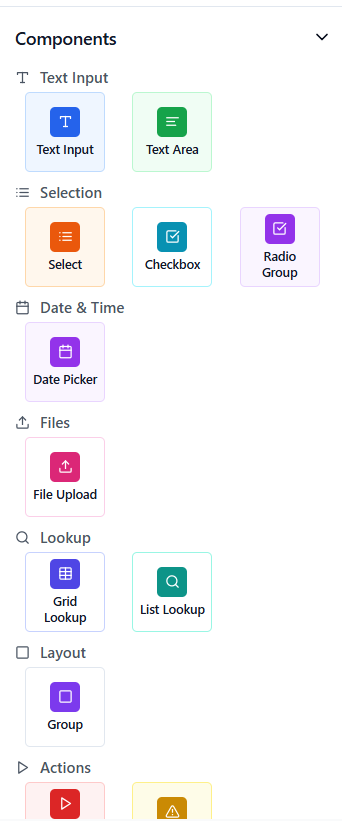 Components
Text Input
Text Input
Text Area
Selection
Select
Checkbox
Radio
Group
Date & Time
Date Picker
Files
File Upload
Lookup
Grid
Lookup
List Lookup
Layout
Group
Actions